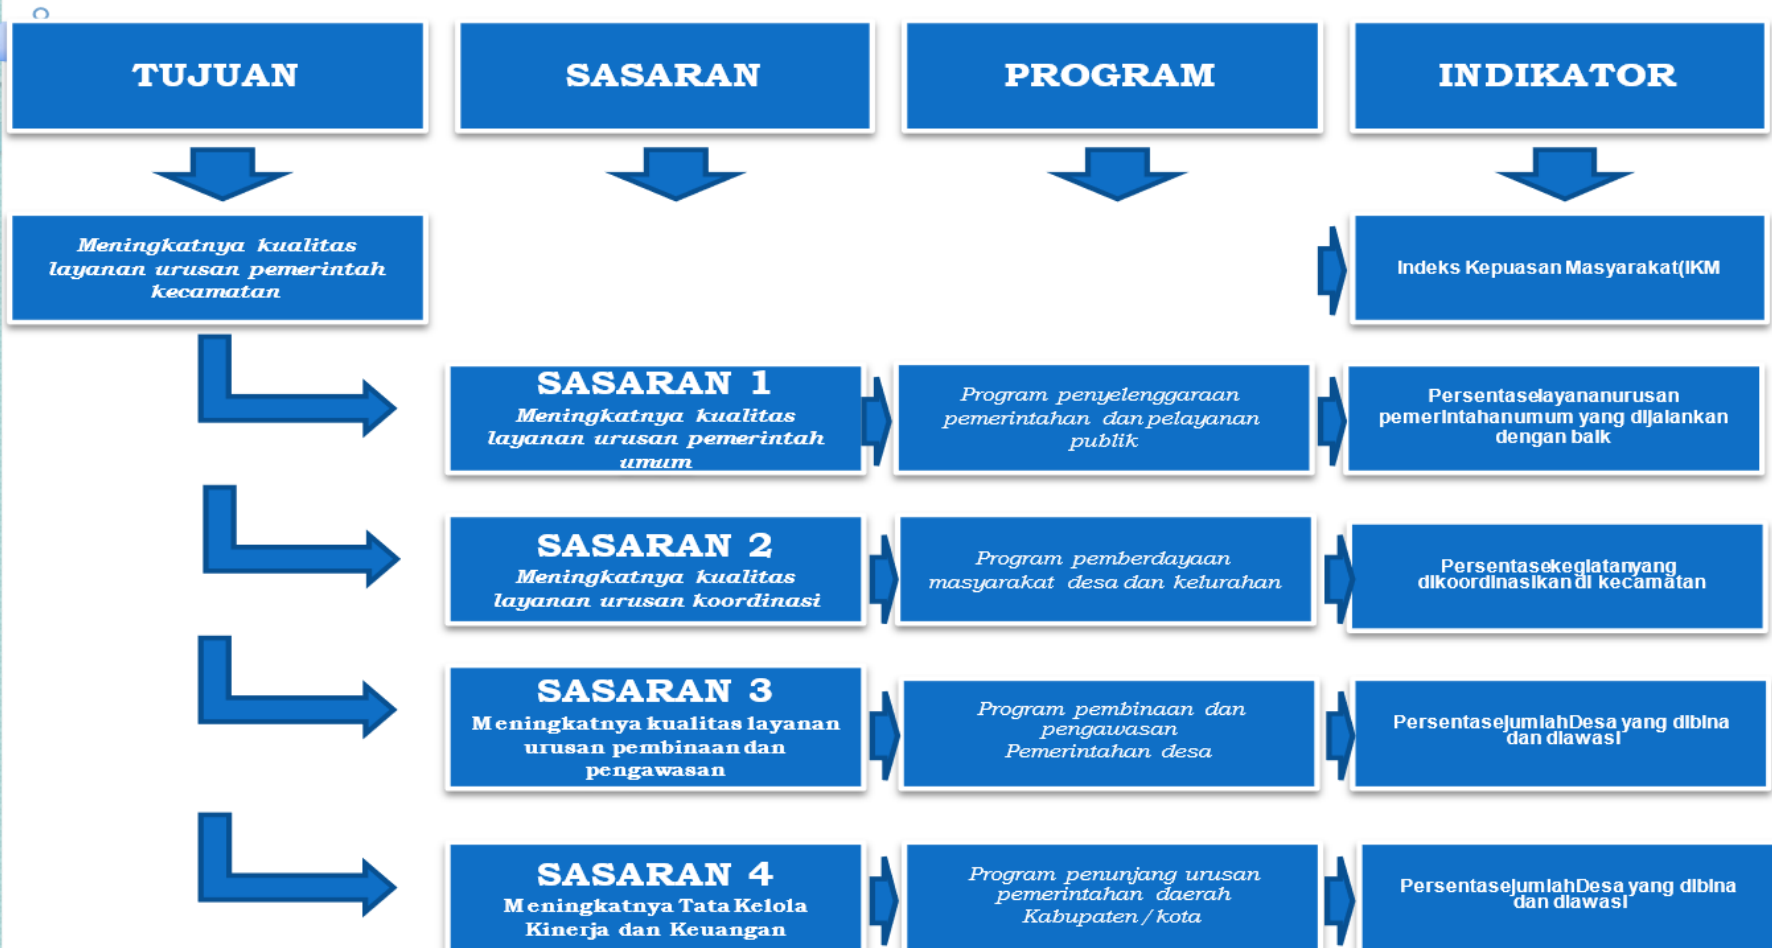 TUJUAN
SASARAN
PROGRAM
INDIKATOR
Meningkatnya kualitas
layanan urusan pemerintah
kecamatan
Indeks Kepuasan Masyarakat(IKM
SASARAN 1
Meningkatnya kualitas
layanan urusan pemerintah
umum
Program penyelenggaraan
pemerintahan dan pelayanan
publik
Persentaselayananurusan
pemerintahanumum yang dijalankan
dengan baik
SASARAN 2
Meningkatnya kualitas
layanan urusan koordinasi
Program pemberdayaan
masyarakat desa dan kelurahan
Persentasekegiatanyang
dikoordinasikan di kecamatan
SASARAN 3
Meningkatnya kualitas layanan
urusan pembinaan dan
pengawasan
Program pembinaan dan
pengawasan
Pemerintahan desa
PersentasejumlahDesa yang dibina
dan diawasi
SASARAN 4
Meningkatnya Tata Kelola
Kinerja dan Keuangan
Program penunjang urusan
pemerintahan daerah
Kabupaten / kota
PersentasejumlahDesa yang dibina
dan diawasi